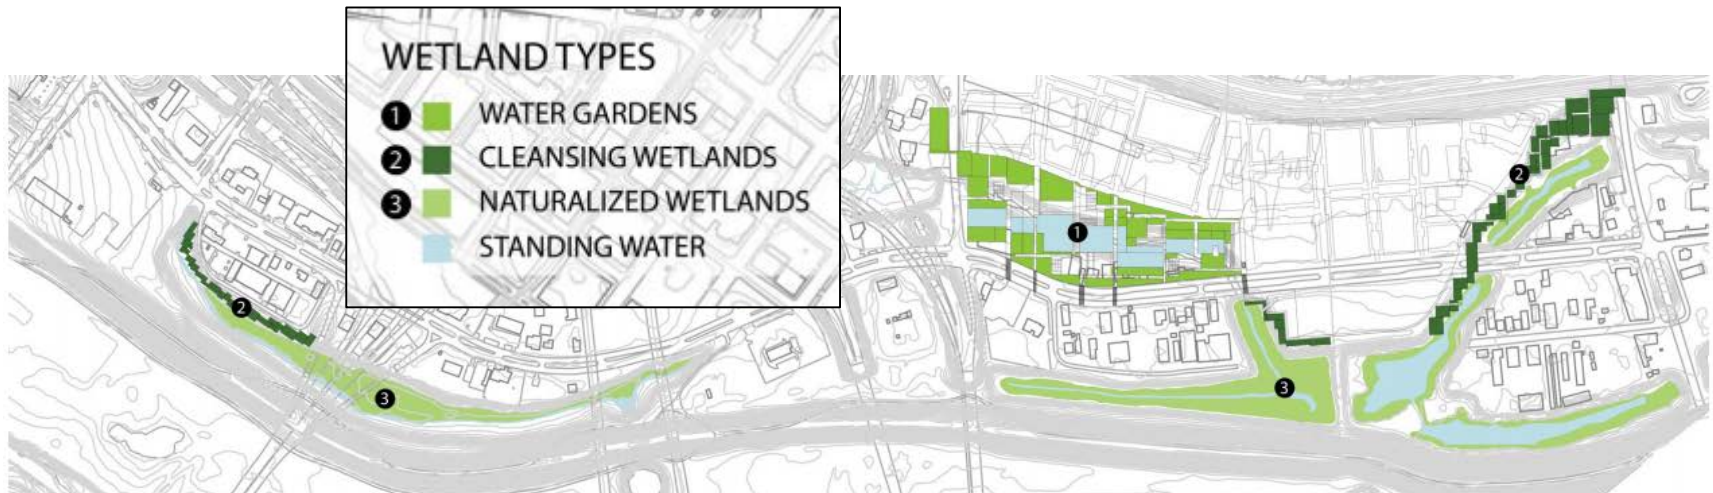 WETLAND TYPES
1 WATER GARDENS
2 CLEANSING WETLANDS
3 NATURALIZED WETLANDS
STANDING WATER
1
2
2
3
3